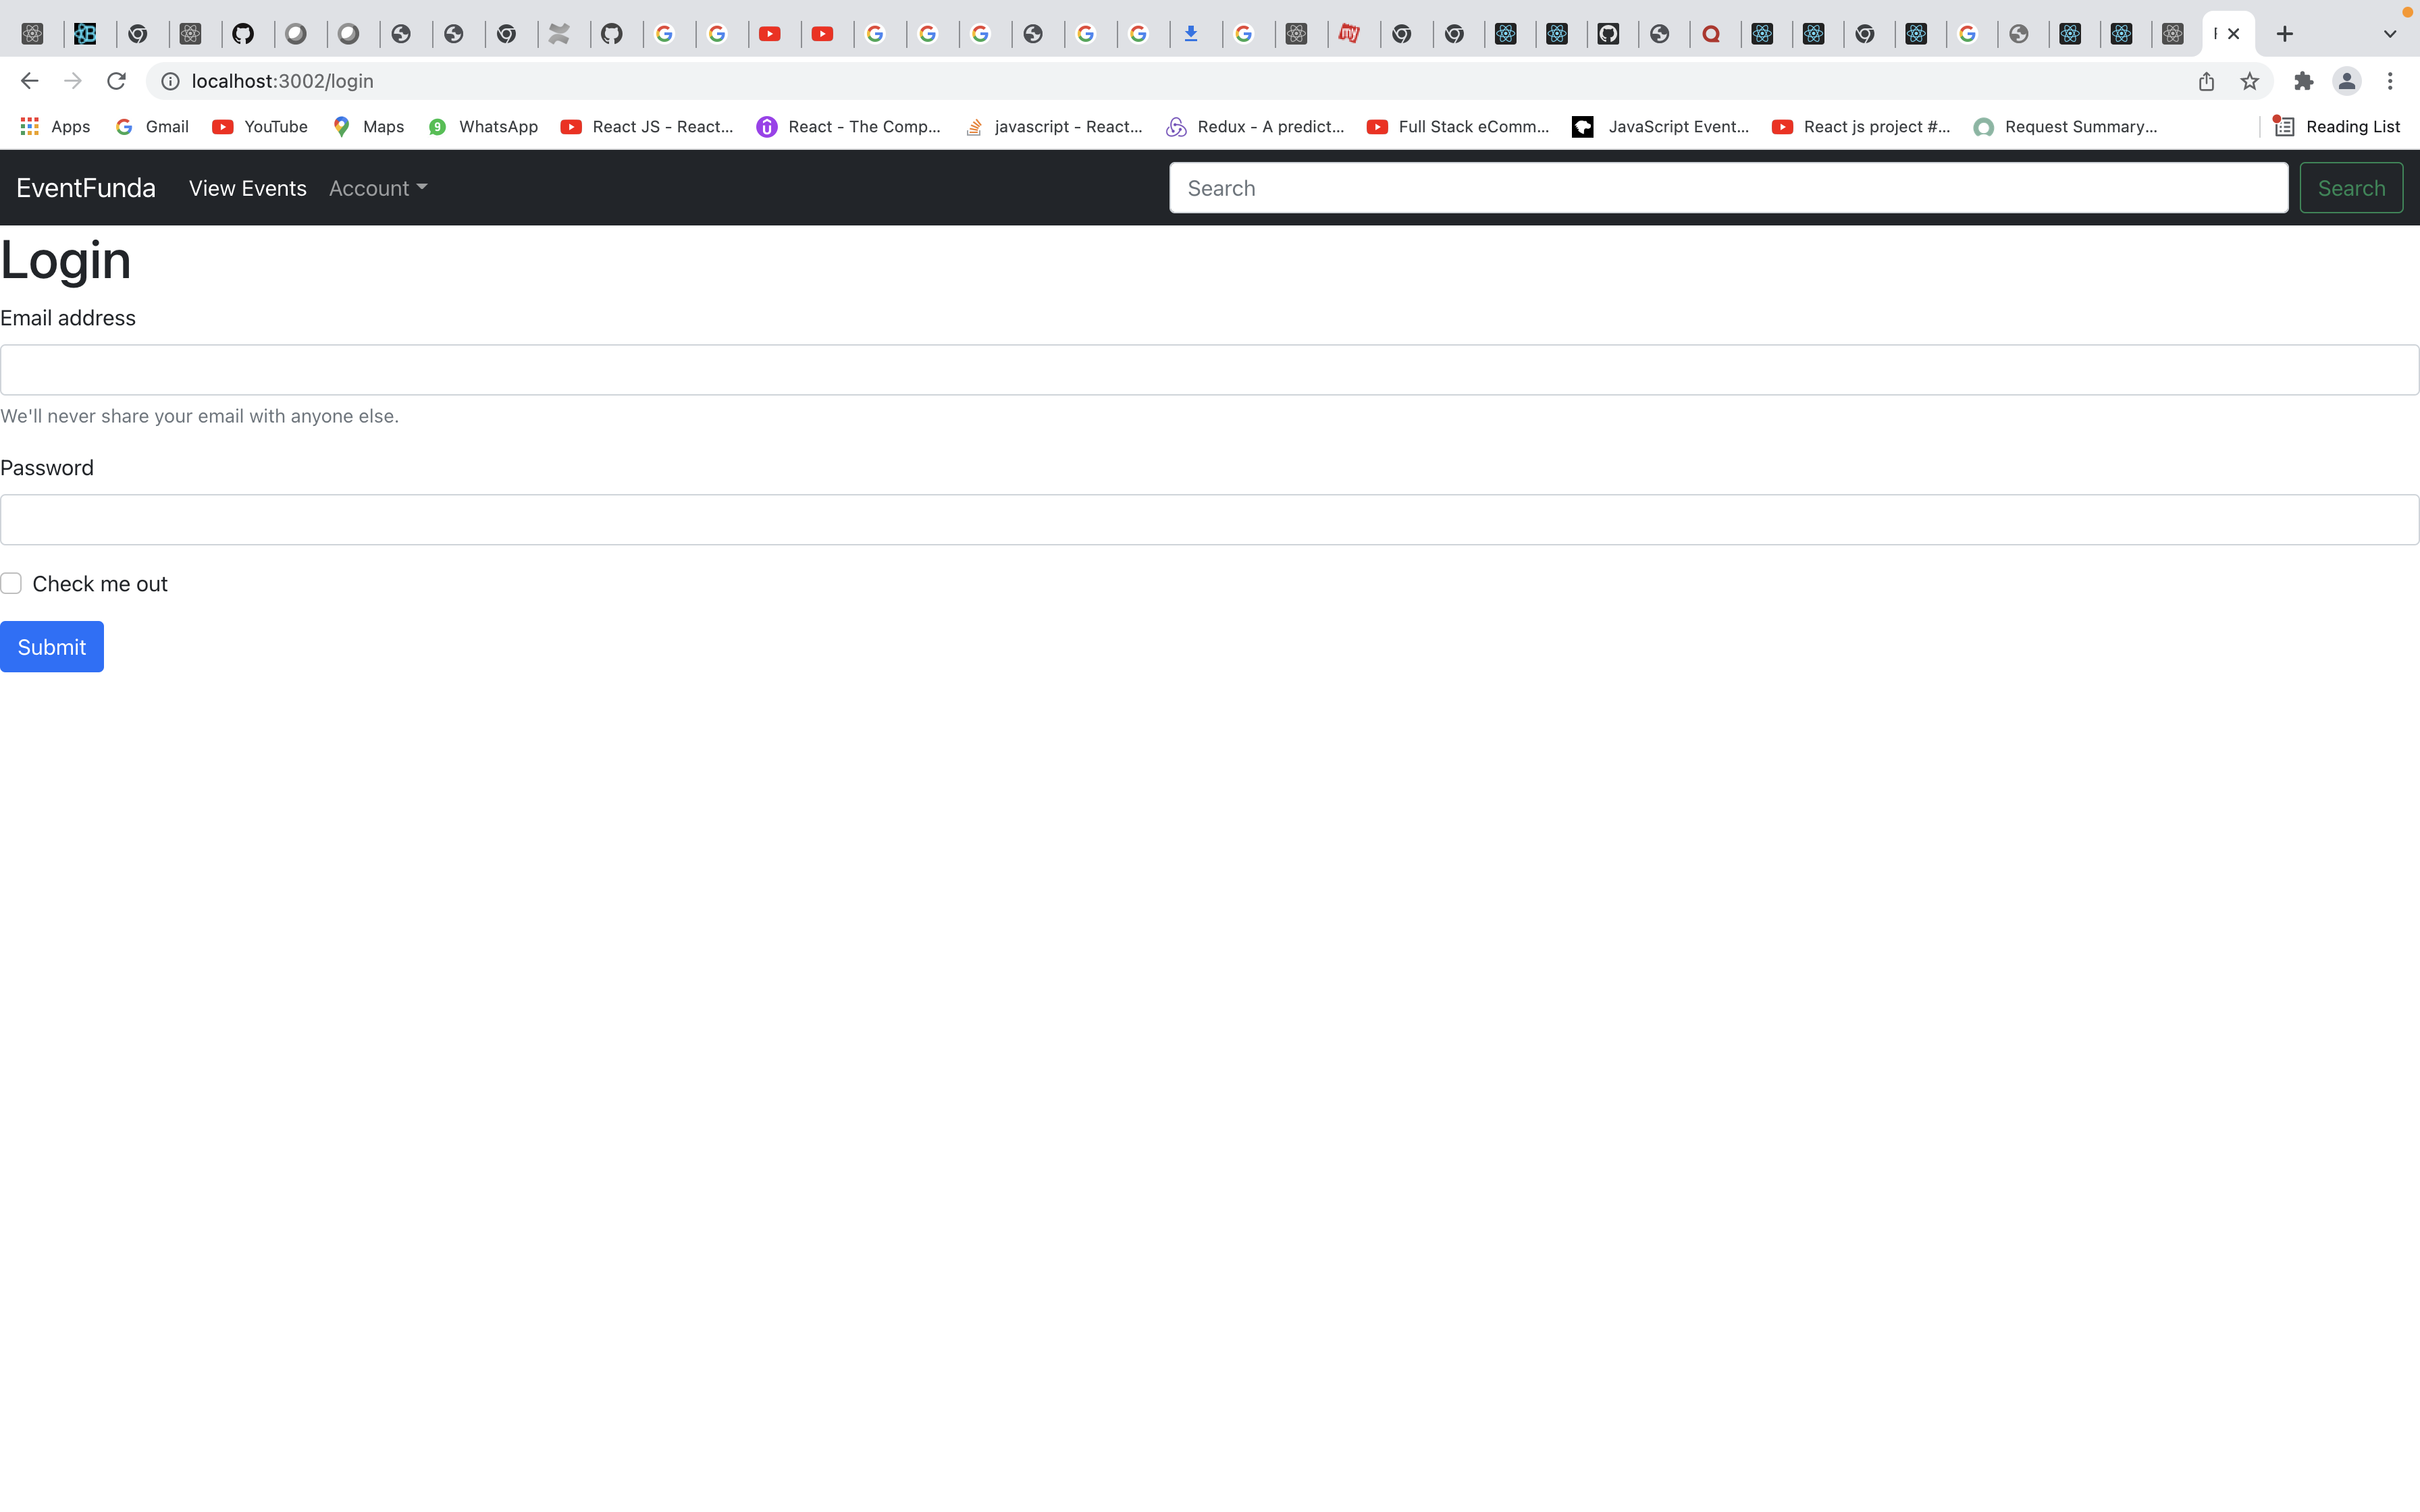 localhost:3002/login
Apps Gmail YouTube Maps WhatsApp React JS - React... React - The Comp... javascript - React... Redux - A predict... Full Stack eComm... JavaScript Event... React js project #... Request Summary... Reading List
EventFunda View Events Account Search Search
Login
Email address
We'll never share your email with anyone else.
Password
Check me out
Submit